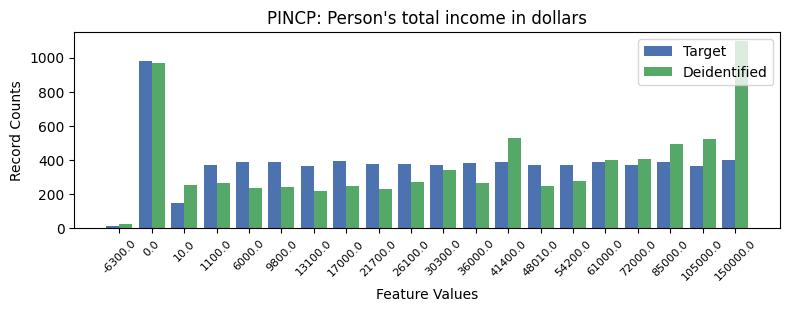 PINCP: Person's total income in dollars
Target
Deidentified
Record Counts
1000
800
600
400
200
0
-6300.0 0.0 10.0 1100.0 6000.0 9800.0 13100.0 17000.0 21700.0 26100.0 30300.0 36000.0 41400.0 48010.0 54200.0 61000.0 72000.0 85000.0 105000.0 150000.0
Feature Values